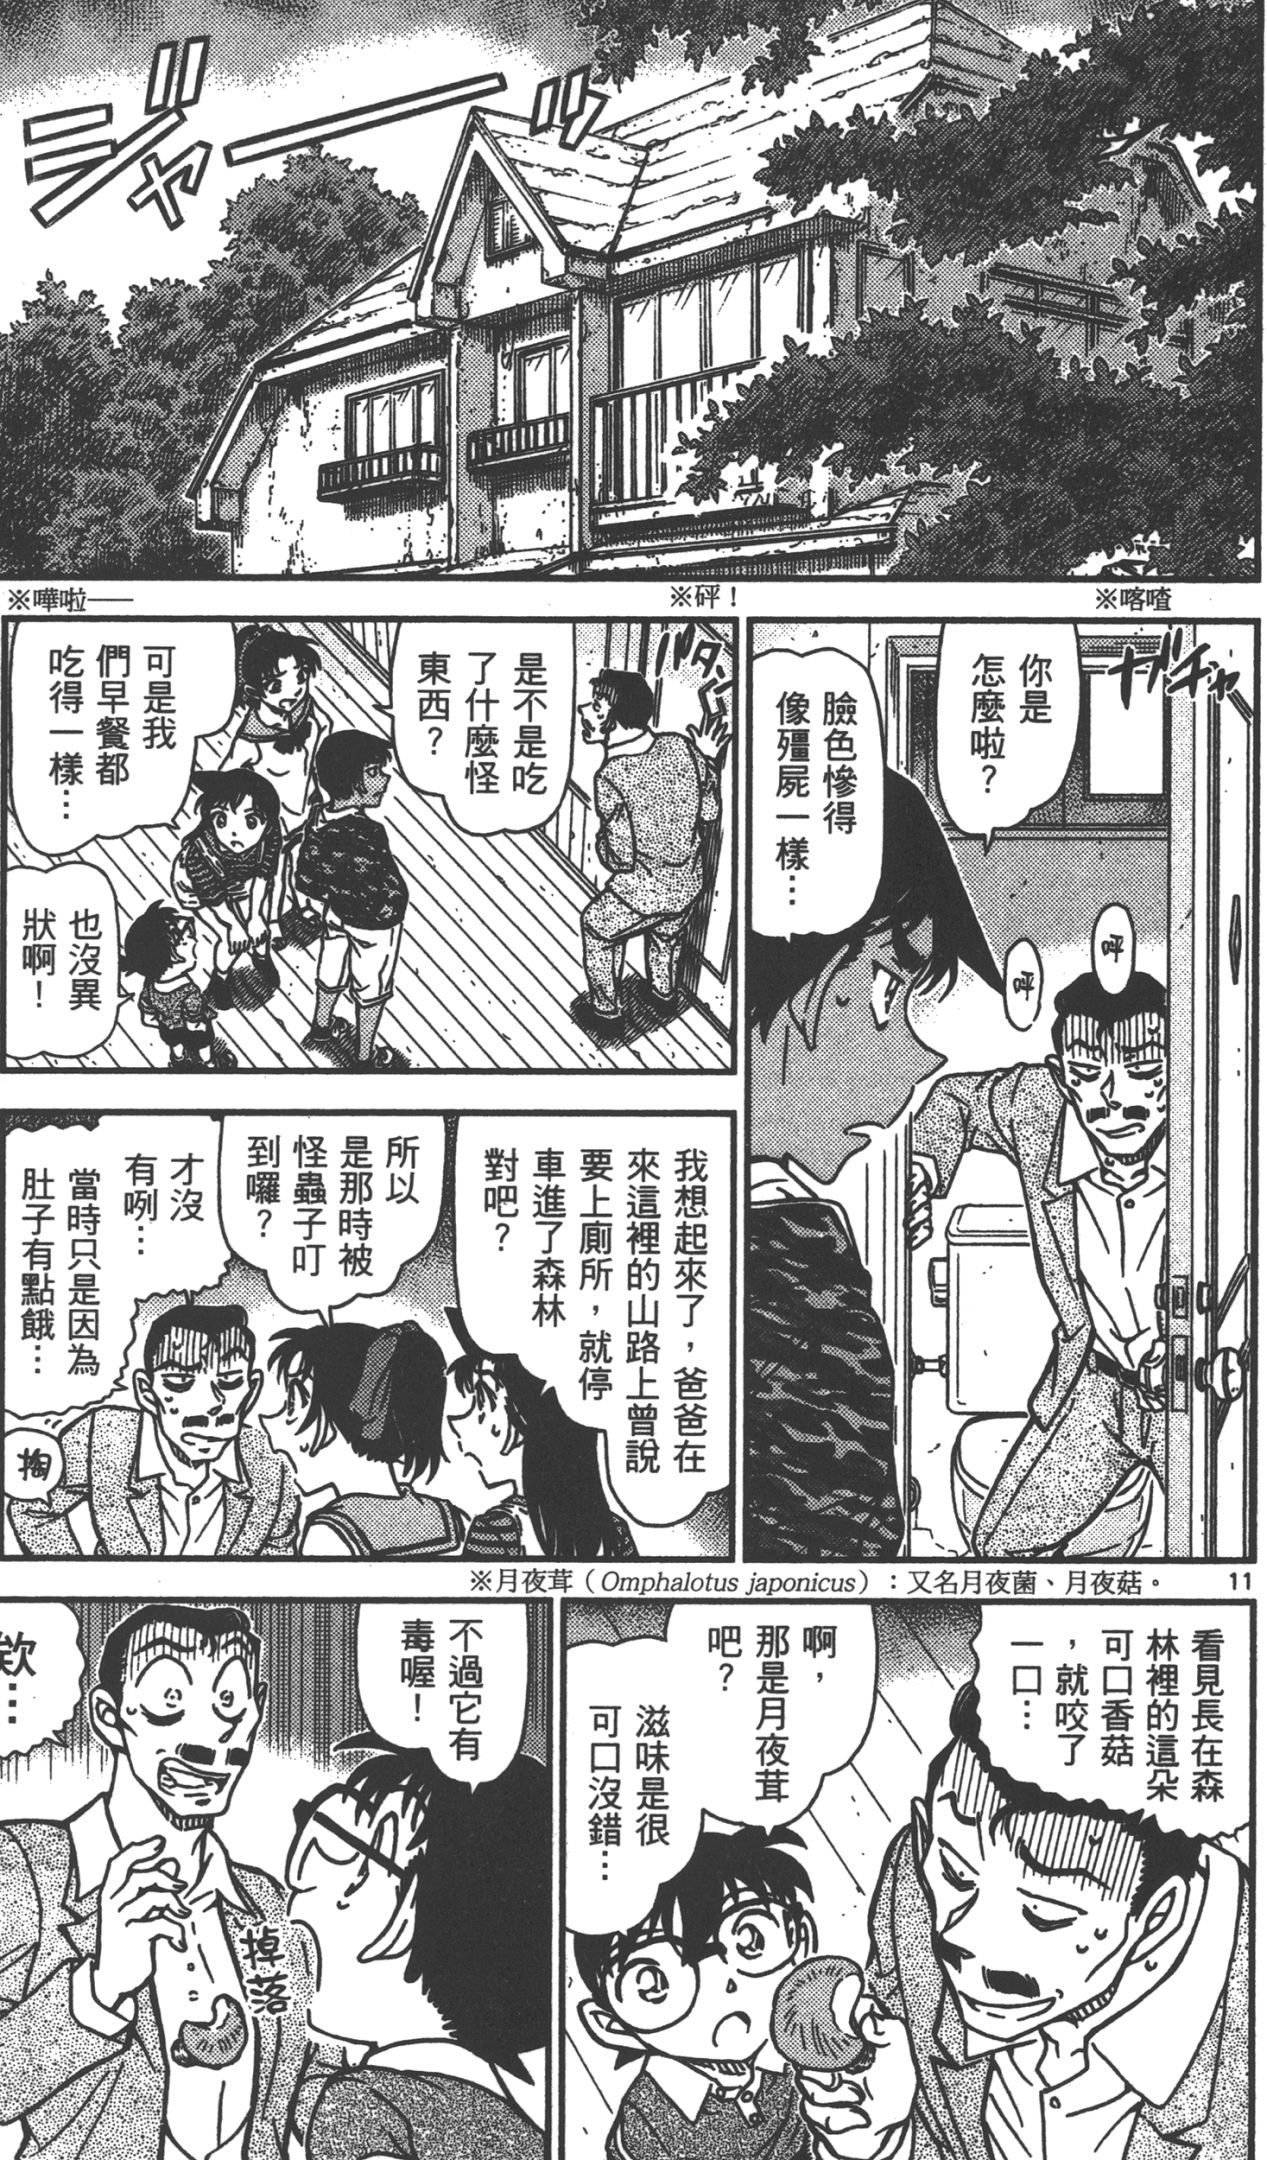 ジャーッ
※嘩啦——
※砰！
※喀喳
ガチャ
你是
怎麼啦？
臉色慘得
像殭屍一樣…
呼
呼
バタン
是不是吃
了什麼怪
東西？
可是我
們早餐都
吃得一樣…
也沒異
狀啊！
我想起來了，爸爸在
來這裡的山路上曾說
要上廁所，就停
車進了森林
對吧？
所以
是那時被
怪蟲子叮
到囉？
才沒
有咧…
當時只是因為
肚子有點餓…
掏
※月夜茸（Omphalotus japonicus）：又名月夜菌、月夜菇。
11
看見長在森
林裡的這朵
可口香菇
，就咬了
一口…
啊，
那是月夜茸
吧？
滋味是很
可口沒錯…
不過它有
毒喔！
掉落
欸…